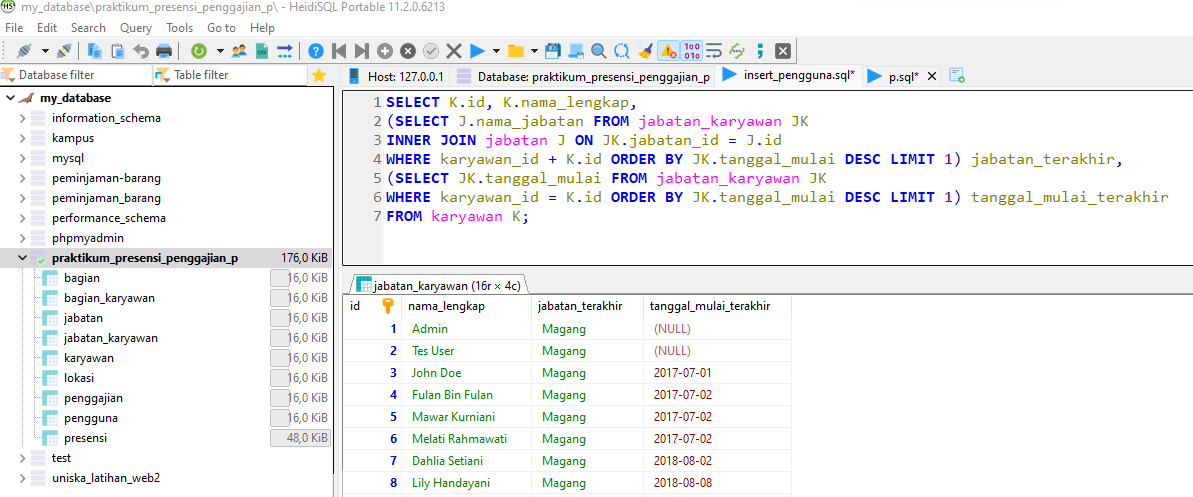 my_database\praktikum_presensi_penggajian_p\ - HeidiSQL Portable 11.2.0.6213
File Edit Search Query Tools Go to Help
Database filter Table filter
Host: 127.0.0.1 Database: praktikum_presensi_penggajian_p insert_pengguna.sql* p.sql*
my_database
information_schema
kampus
mysql
peminjaman-barang
peminjaman_barang
performance_schema
phpmyadmin
praktikum_presensi_penggajian_p 176,0 KiB
bagian 16,0 KiB
bagian_karyawan 16,0 KiB
jabatan 16,0 KiB
jabatan_karyawan 16,0 KiB
karyawan 16,0 KiB
lokasi 16,0 KiB
penggajian 16,0 KiB
pengguna 16,0 KiB
presensi 48,0 KiB
test
uniska_latihan_web2
1 SELECT K.id, K.nama_lengkap,
2 (SELECT J.nama_jabatan FROM jabatan_karyawan JK
3 INNER JOIN jabatan J ON JK.jabatan_id = J.id
4 WHERE karyawan_id + K.id ORDER BY JK.tanggal_mulai DESC LIMIT 1) jabatan_terakhir,
5 (SELECT JK.tanggal_mulai FROM jabatan_karyawan JK
6 WHERE karyawan_id = K.id ORDER BY JK.tanggal_mulai DESC LIMIT 1) tanggal_mulai_terakhir
7 FROM karyawan K;
jabatan_karyawan (16r × 4c)
id nama_lengkap jabatan_terakhir tanggal_mulai_terakhir
1 Admin Magang (NULL)
2 Tes User Magang (NULL)
3 John Doe Magang 2017-07-01
4 Fulan Bin Fulan Magang 2017-07-02
5 Mawar Kurniani Magang 2017-07-02
6 Melati Rahmawati Magang 2017-07-02
7 Dahlia Setiani Magang 2018-08-02
8 Lily Handayani Magang 2018-08-08